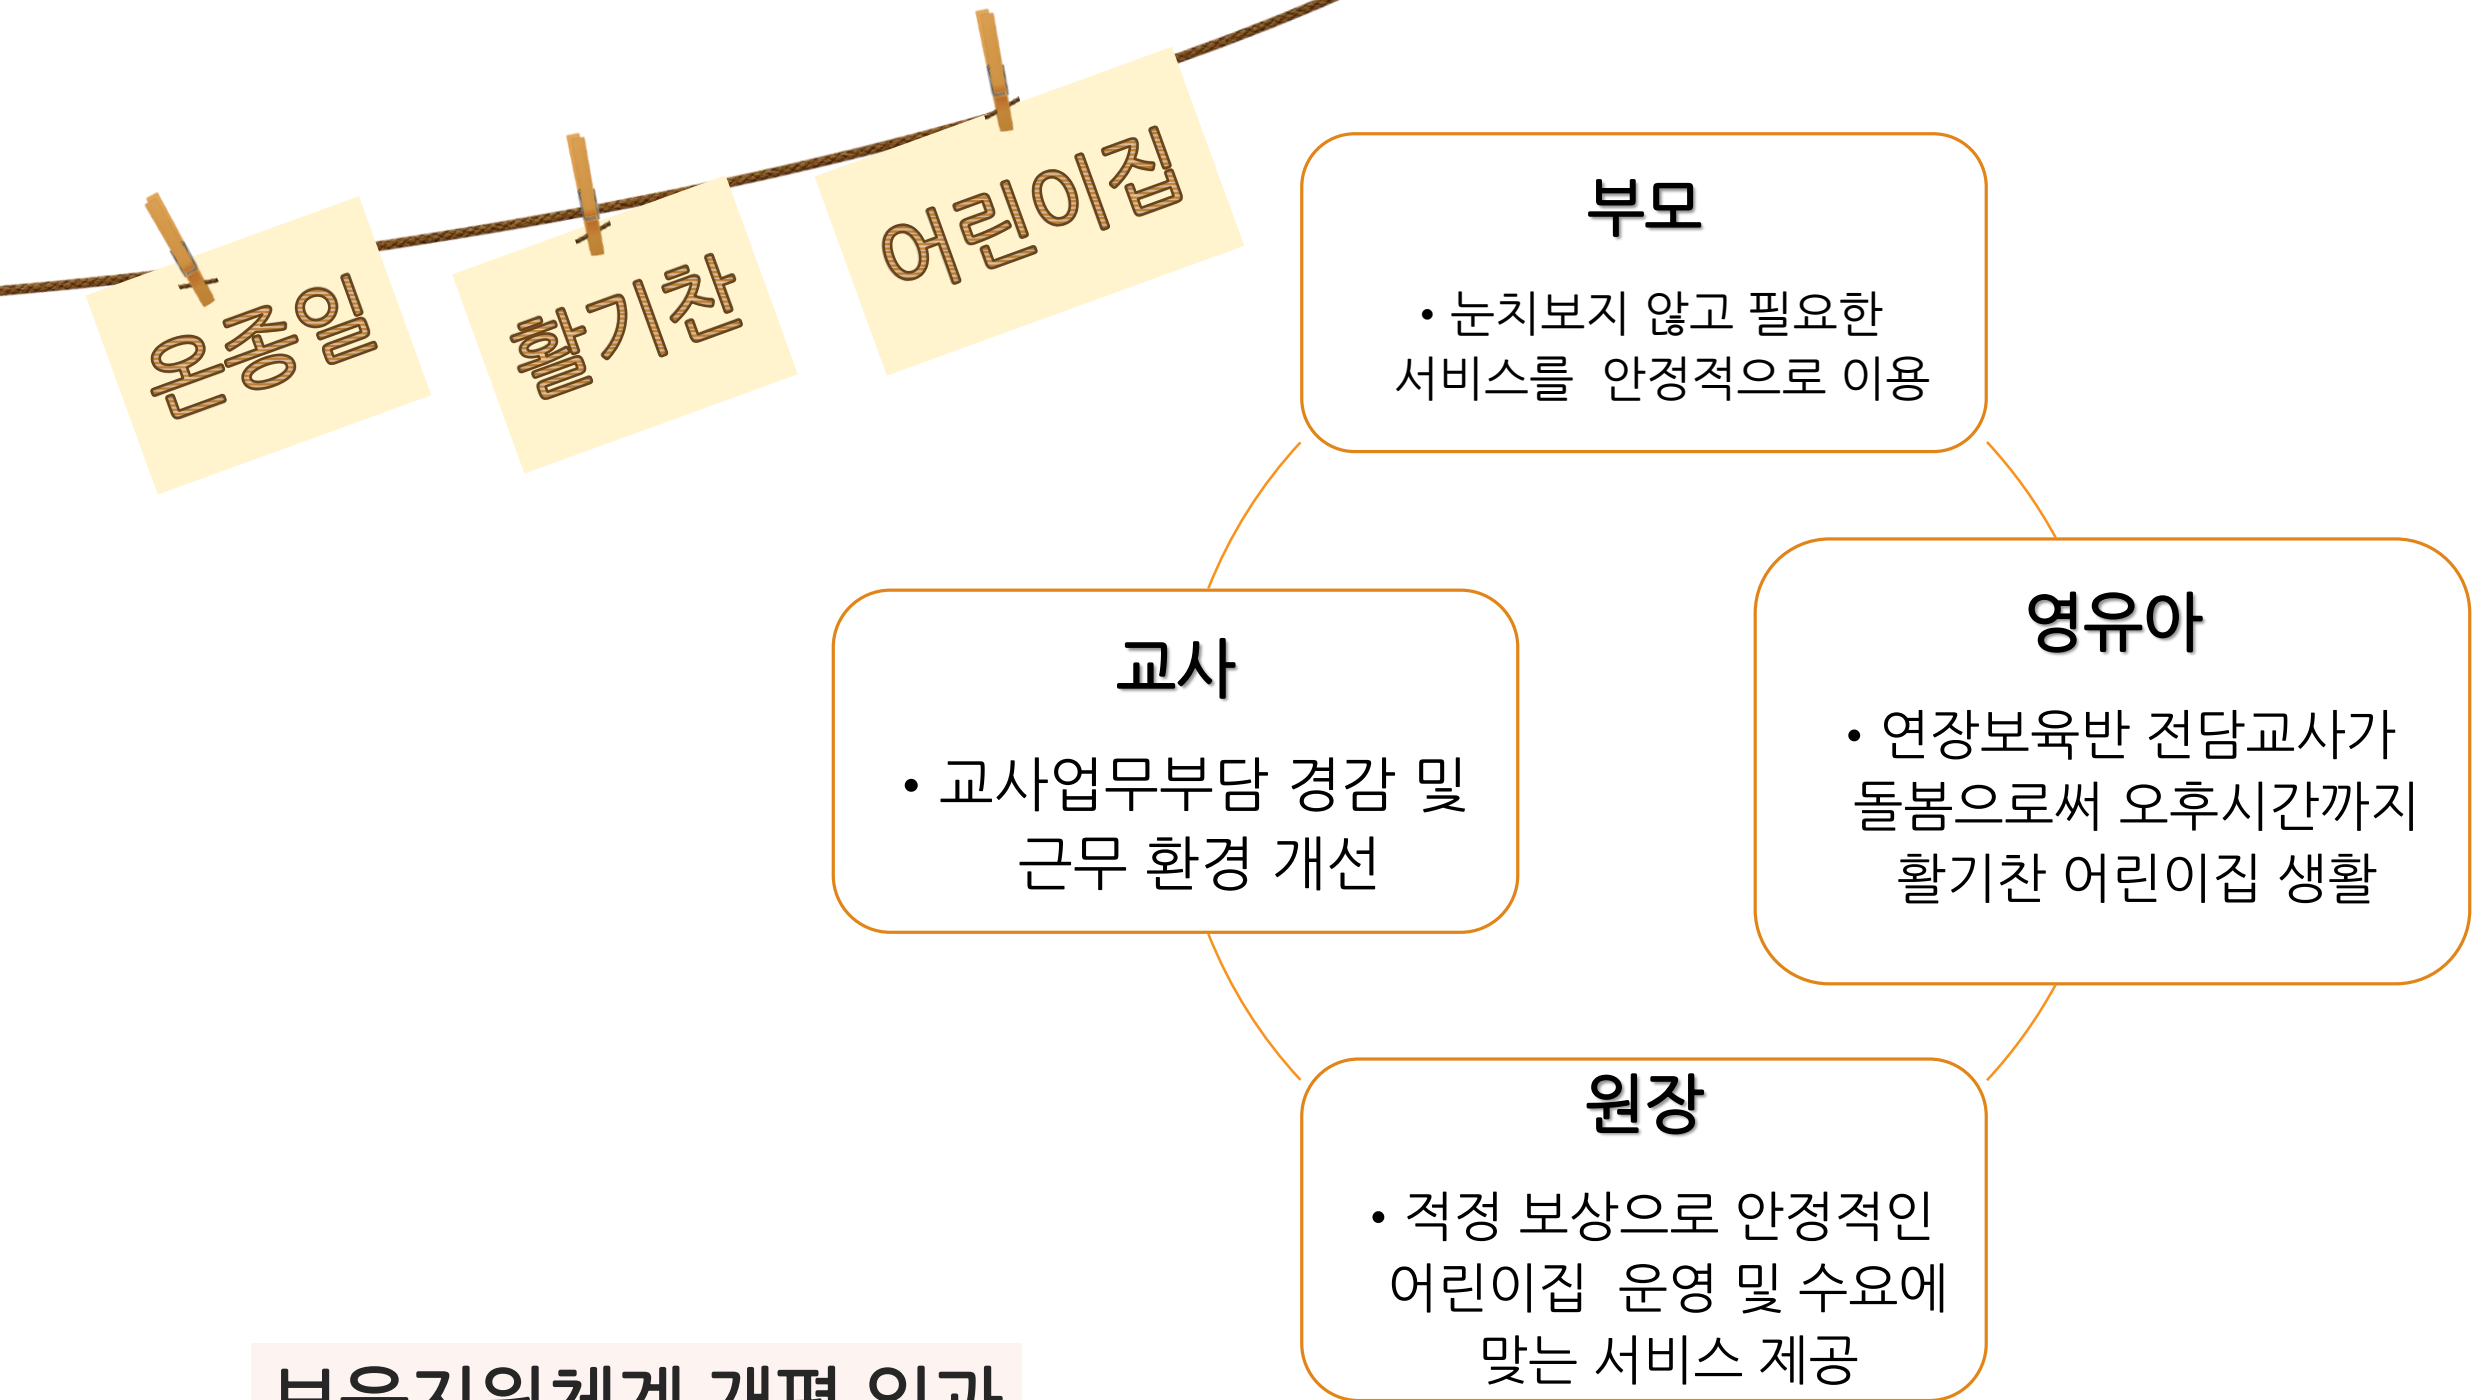 온종일
활기찬
어린이집
부모
• 눈치보지 않고 필요한
서비스를 안정적으로 이용
영유아
• 연장보육반 전담교사가
돌봄으로써 오후시간까지
활기찬 어린이집 생활
교사
• 교사업무부담 경감 및
근무 환경 개선
원장
• 적정 보상으로 안정적인
어린이집 운영 및 수요에
맞는 서비스 제공